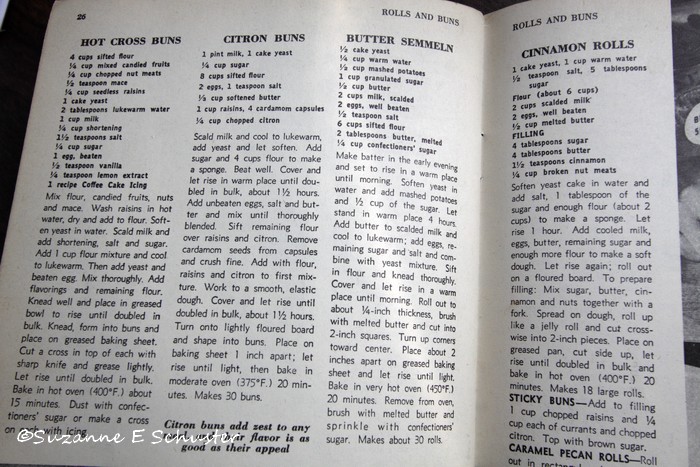 26
ROLLS AND BUNS
HOT CROSS BUNS
4 cups sifted flour
¼ cup mixed candied fruits
¼ cup chopped nut meats
½ teaspoon mace
¼ cup seedless raisins
1 cake yeast
2 tablespoons lukewarm water
1 cup milk
¼ cup shortening
1½ teaspoons salt
¼ cup sugar
1 egg, beaten
½ teaspoon vanilla
¼ teaspoon lemon extract
1 recipe Coffee Cake Icing
Mix flour, candied fruits, nuts
and mace. Wash raisins in hot
water, dry and add to flour. Soft-
en yeast in water. Scald milk and
add shortening, salt and sugar.
Add 1 cup flour mixture and cool
to lukewarm. Then add yeast and
beaten egg. Mix thoroughly. Add
flavorings and remaining flour.
Knead well and place in greased
bowl to rise until doubled in
bulk. Knead, form into buns and
place on greased baking sheet.
Cut a cross in top of each with
sharp knife and grease lightly.
Let rise until doubled in bulk.
Bake in hot oven (400°F.) about
15 minutes. Dust with confec-
tioners' sugar or make a cross
on each with icing.
CITRON BUNS
1 pint milk, 1 cake yeast
¼ cup sugar
8 cups sifted flour
2 eggs, 1 teaspoon salt
⅓ cup softened butter
1 cup raisins, 4 cardamom capsules
¼ cup chopped citron
Scald milk and cool to lukewarm,
add yeast and let soften. Add
sugar and 4 cups flour to make
a sponge. Beat well. Cover and
let rise in warm place until dou-
bled in bulk, about 1½ hours.
Add unbeaten eggs, salt and but-
ter and mix until thoroughly
blended. Sift remaining flour
over raisins and citron. Remove
cardamom seeds from capsules
and crush fine. Add with flour,
raisins and citron to first mix-
ture. Work to a smooth, elastic
dough. Cover and let rise until
doubled in bulk, about 1½ hours.
Turn onto lightly floured board
and shape into buns. Place on
baking sheet 1 inch apart; let
rise until light, then bake in
moderate oven (375°F.) 20 min-
utes. Makes 30 buns.
Citron buns add zest to any
their flavor is as
good as their appeal
BUTTER SEMMELN
½ cake yeast
¼ cup warm water
½ cup mashed potatoes
1 cup granulated sugar
½ cup butter
2 cups milk, scalded
2 eggs, well beaten
½ teaspoon salt
6 cups sifted flour
2 tablespoons butter, melted
¼ cup confectioners' sugar
Make batter in the early evening
and set to rise in a warm place
until morning. Soften yeast in
water and add mashed potatoes
and ½ cup of the sugar. Let
stand in warm place 4 hours.
Add butter to scalded milk and
cool to lukewarm; add eggs, re-
maining sugar and salt and com-
bine with yeast mixture. Sift
in flour and knead thoroughly.
Cover and let rise in a warm
place until morning. Roll out to
about ¼-inch thickness, brush
with melted butter and cut into
2-inch squares. Turn up corners
toward center. Place about 2
inches apart on greased baking
sheet and let rise until light.
Bake in very hot oven (450°F.)
20 minutes. Remove from oven,
brush with melted butter and
sprinkle with confectioners'
sugar. Makes about 30 rolls.
ROLLS AND BUNS
CINNAMON ROLLS
1 cake yeast, 1 cup warm water
½ teaspoon salt, 5 tablespoons
sugar
Flour (about 6 cups)
2 cups scalded milk
2 eggs, well beaten
½ cup melted butter
FILLING
4 tablespoons sugar
4 tablespoons butter
1½ teaspoons cinnamon
¼ cup broken nut meats
Soften yeast cake in water and
add salt, 1 tablespoon of the
sugar and enough flour (about 2
cups) to make a sponge. Let
rise 1 hour. Add cooled milk,
eggs, butter, remaining sugar and
enough more flour to make a soft
dough. Let rise again; roll out
on a floured board. To prepare
filling: Mix sugar, butter, cin-
namon and nuts together with a
fork. Spread on dough, roll up
like a jelly roll and cut cross-
wise into 2-inch pieces. Place on
greased pan, cut side up, let
rise until doubled in bulk and
bake in hot oven (400°F.) 20
minutes. Makes 18 large rolls.
STICKY BUNS—Add to filling
1 cup chopped raisins and ¼
cup each of currants and chopped
citron. Top with brown sugar.
CARAMEL PECAN ROLLS—Roll
out in
©Suzanne E Schuster